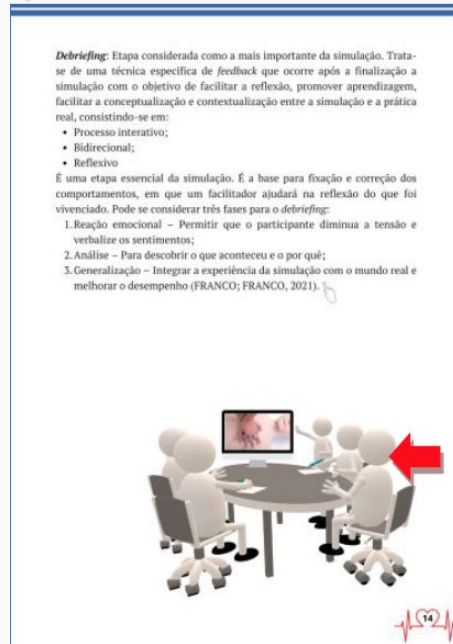 Debriefing: Etapa considerada como a mais importante da simulação. Trata-
se de uma técnica específica de feedback que ocorre após a finalização a
simulação com o objetivo de facilitar a reflexão, promover aprendizagem,
facilitar a conceptualização e contextualização entre a simulação e a prática
real, consistindo-se em:
• Processo interativo;
• Bidirecional;
• Reflexivo
É uma etapa essencial da simulação. É a base para fixação e correção dos
comportamentos, em que um facilitador ajudará na reflexão do que foi
vivenciado. Pode se considerar três fases para o debriefing:
1. Reação emocional – Permitir que o participante diminua a tensão e
verbalize os sentimentos;
2. Análise – Para descobrir o que aconteceu e o por quê;
3. Generalização – Integrar a experiência da simulação com o mundo real e
melhorar o desempenho (FRANCO; FRANCO, 2021).
14